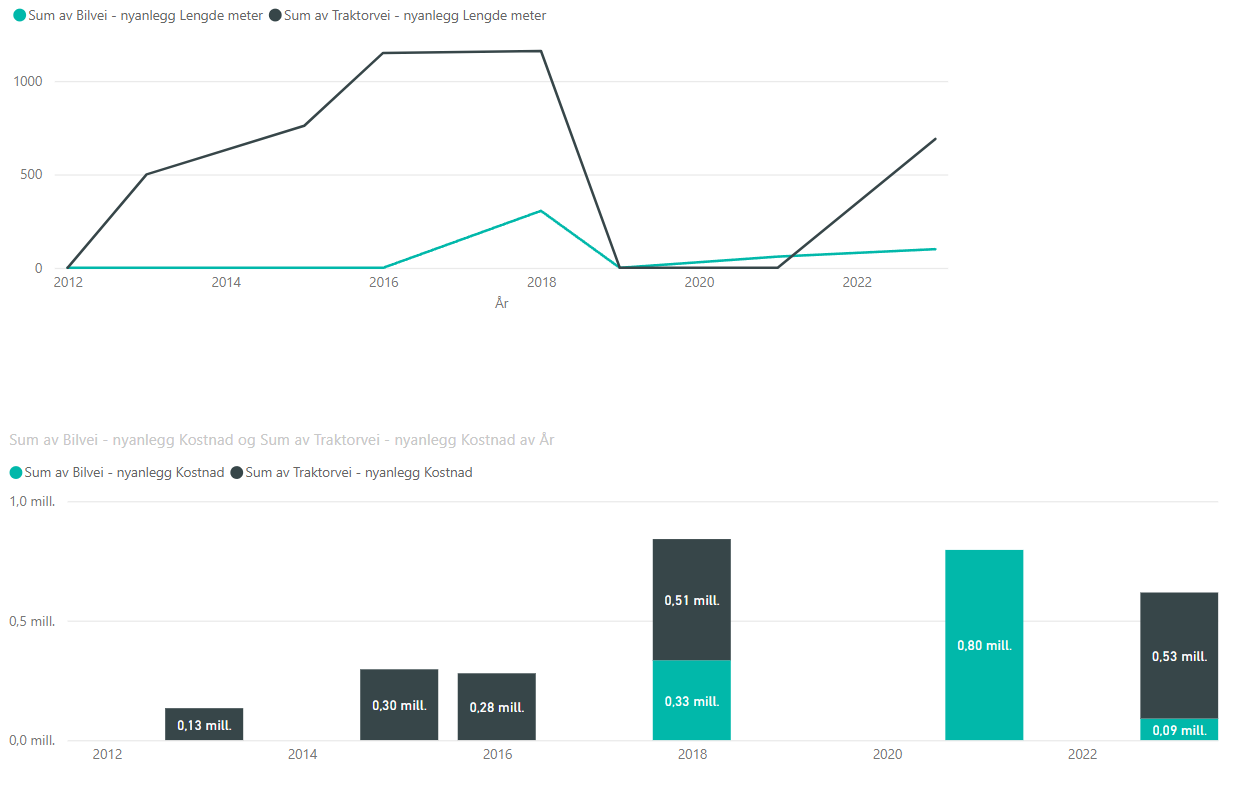 Sum av Bilvei - nyanlegg Lengde meter Sum av Traktorvei - nyanlegg Lengde meter
1000
500
0
2012 2014 2016 2018 2020 2022
År
Sum av Bilvei - nyanlegg Kostnad og Sum av Traktorvei - nyanlegg Kostnad av År
Sum av Bilvei - nyanlegg Kostnad Sum av Traktorvei - nyanlegg Kostnad
1,0 mill.
0,5 mill.
0,0 mill.
0,13 mill.
0,30 mill.
0,28 mill.
0,51 mill.
0,33 mill.
0,80 mill.
0,53 mill.
0,09 mill.
2012 2014 2016 2018 2020 2022